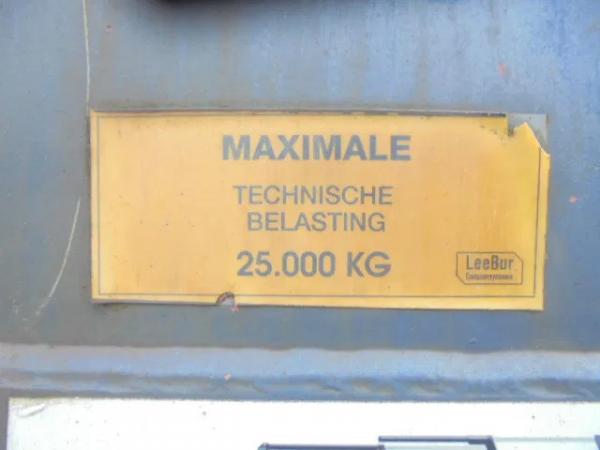 MAXIMALE
TECHNISCHE
BELASTING
25.000 KG
LeeBur